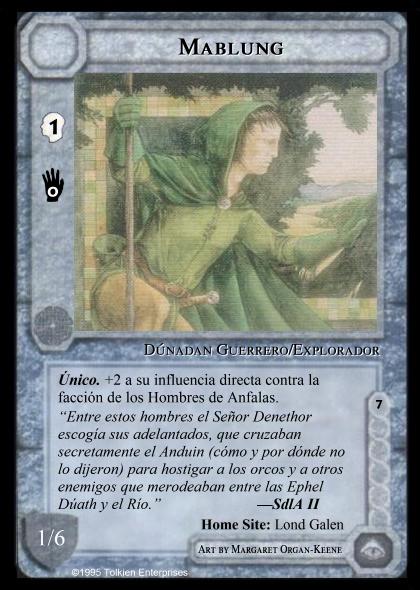 Mablung
1
0
Dúnadan Guerrero/Explorador
Único. +2 a su influencia directa contra la
facción de los Hombres de Anfalas.
“Entre estos hombres el Señor Denethor
escogía sus adelantados, que cruzaban
secretamente el Anduin (cómo y por dónde no
lo dijeron) para hostigar a los orcos y a otros
enemigos que merodeaban entre las Ephel
Dúath y el Río.” —SdlA II
7
Home Site: Lond Galen
1/6
Art by Margaret Organ-Keene
©1995 Tolkien Enterprises